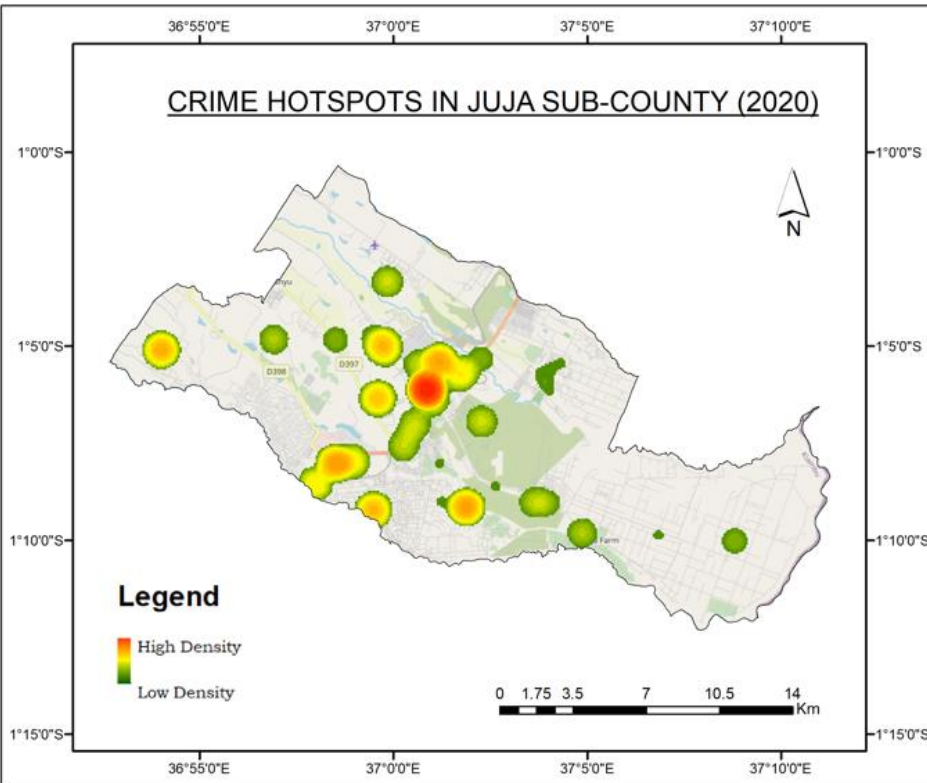 36°55'0"E 37°0'0"E 37°5'0"E 37°10'0"E
CRIME HOTSPOTS IN JUJA SUB-COUNTY (2020)
1°0'0"S 1°0'0"S
N
1°5'0"S 1°5'0"S
D397
D398
1°10'0"S 1°10'0"S
Farm
Legend
High Density
Low Density
0 1.75 3.5 7 10.5 14
Km
1°15'0"S 1°15'0"S
36°55'0"E 37°0'0"E 37°5'0"E 37°10'0"E